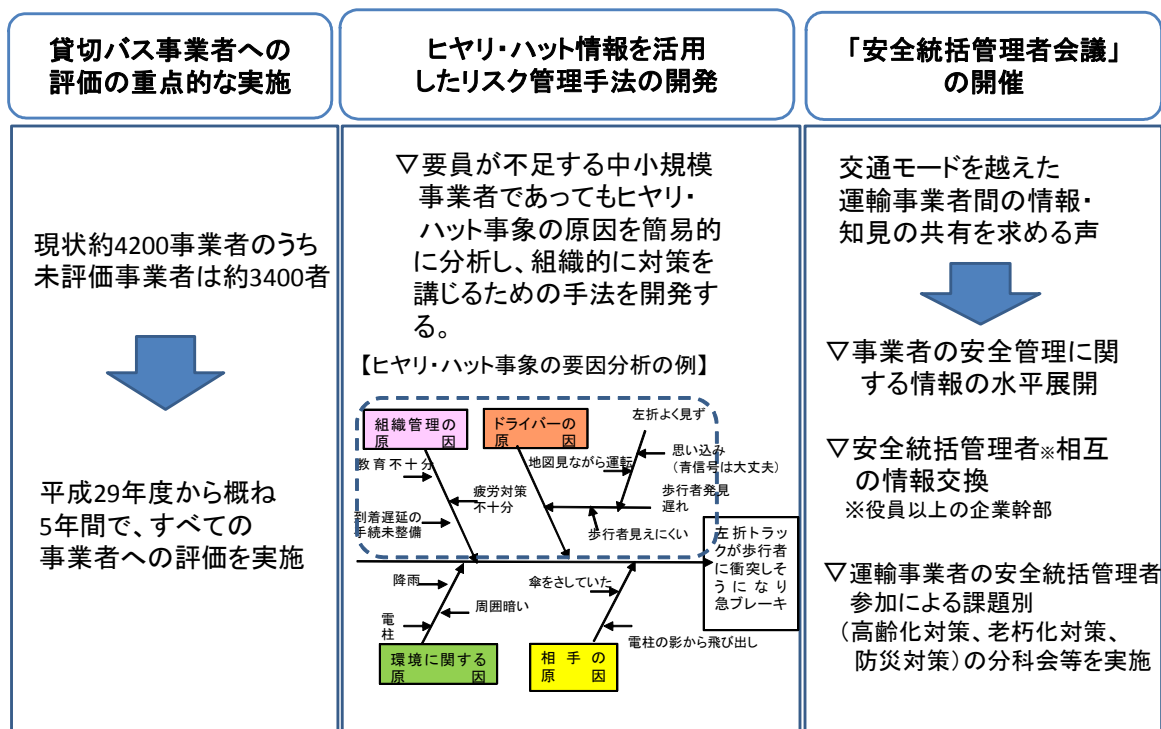 貸切バス事業者への
評価の重点的な実施
現状約4200事業者のうち
未評価事業者は約3400者
平成29年度から概ね
5年間で、すべての
事業者への評価を実施
ヒヤリ・ハット情報を活用
したリスク管理手法の開発
▽要員が不足する中小規模
事業者であってもヒヤリ・
ハット事象の原因を簡易的
に分析し、組織的に対策を
講じるための手法を開発す
る。
【ヒヤリ・ハット事象の要因分析の例】
組織管理の
原因
ドライバーの
原因
左折よく見ず
思い込み
(青信号は大丈夫)
地図見ながら運転
教育不十分
疲労対策
不十分
歩行者発見
遅れ
到着遅延の
手続未整備
歩行者見えにくい
左折トラッ
クが歩行者
に衝突しそ
うになり
急ブレーキ
降雨
周囲暗い
電
柱
傘をさしていた
電柱の影から飛び出し
環境に関する
原因
相手の
原因
「安全統括管理者会議」
の開催
交通モードを越えた
運輸事業者間の情報・
知見の共有を求める声
▽事業者の安全管理に関
する情報の水平展開
▽安全統括管理者※相互
の情報交換
※役員以上の企業幹部
▽運輸事業者の安全統括管理者
参加による課題別
(高齢化対策、老朽化対策、
防災対策)の分科会等を実施